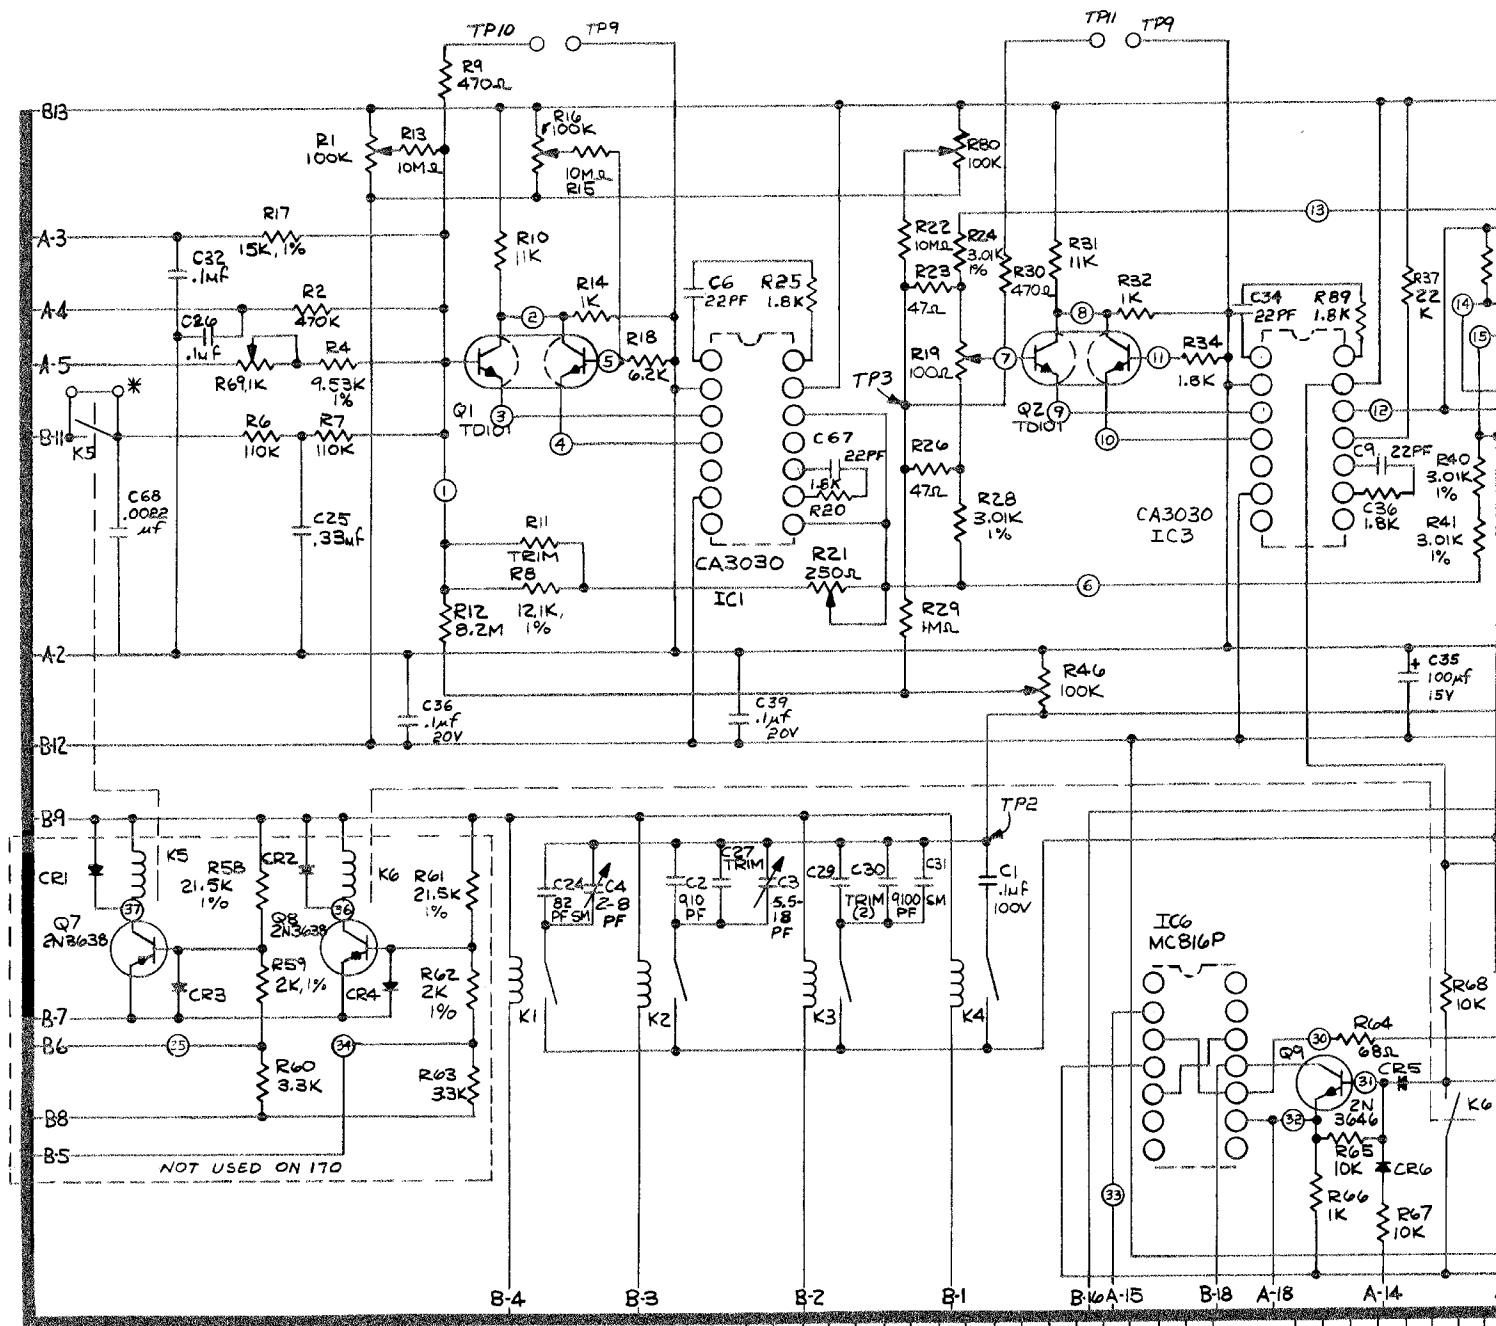 TP10 TP9
TP11 TP9
R9
470Ω
B-13
R1
100K
R13
10MΩ
R16
100K
10MΩ
R15
R80
100K
A-3
R17
15K, 1%
C32
.1µf
R10
11K
R14
1K
C6
22PF
R25
1.8K
R22
10MΩ
R23
47Ω
R24
3.01K
1%
R30
470Ω
R31
11K
R32
1K
C34
22PF
R89
1.8K
R37
22
K
13
14
15
A-4
R2
470K
C26
.1µf
2
8
A-5
R69,1K
R4
9.53K
1%
5
R18
6.2K
R19
100Ω
7
11
R34
1.8K
TP3
*
K5
B-11
R6
110K
R7
110K
Q1
TD101
3
4
Q2
TD101
9
10
12
C67
22PF
1.8K
R20
R26
47Ω
C9
22PF
C36
1.8K
R40
3.01K
1%
R41
3.01K
1%
C68
.0022
µf
C25
.33µf
1
R11
TRIM
R8
12.1K,
1%
R12
8.2M
CA3030
IC1
R21
250Ω
R28
3.01K
1%
R29
1MΩ
CA3030
IC3
6
A-2
R46
100K
C35
+
100µf
15V
C36
.1µf
20V
C39
.1µf
20V
B-12
B-9
TP2
CR1
K5
R58
21.5K
1%
CR2
K6
R61
21.5K
1%
C24
82
PF SM
C4
2-8
PF
C2
910
PF
C27
TRIM
C3
5.5-
18
PF
C29
C30
TRIM
(2)
9100
PF
C31
SM
C1
.1µf
100V
37
36
Q7
2N3638
Q8
2N3638
CR3
R59
2K,1%
CR4
R62
2K
1%
K1
K2
K3
K4
IC6
MC816P
R68
10K
B-7
B-6
25
34
R60
3.3K
R63
3.3K
30
R64
68Ω
Q9
31
CR5
2N
3646
32
R65
10K
CR6
R66
1K
R67
10K
K6
33
B-8
B-5
NOT USED ON 170
B-4
B-3
B-2
B-1
B-16
A-15
B-18
A-18
A-14